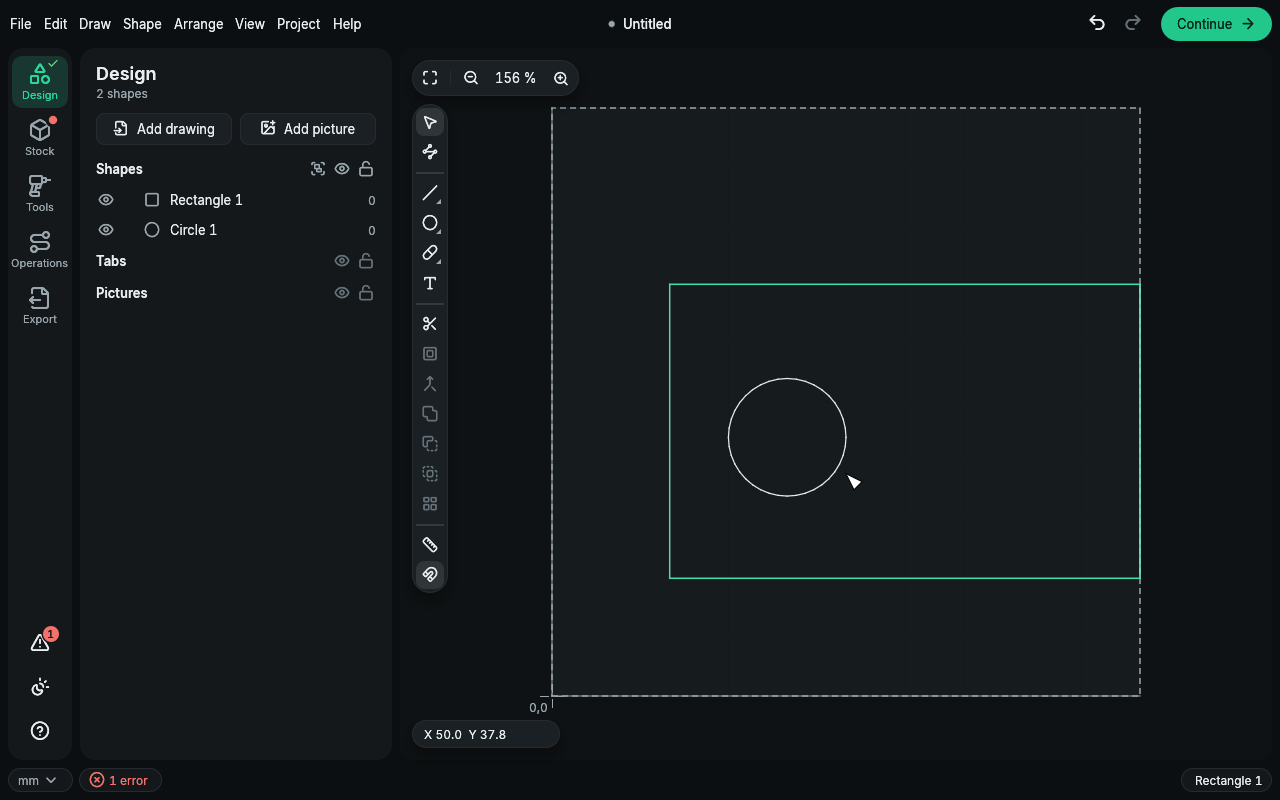 File Edit Draw Shape Arrange View Project Help
Untitled
Continue
Design
Stock
Tools
Operations
Export
1
Design
2 shapes
Add drawing
Add picture
Shapes
Rectangle 1 0
Circle 1 0
Tabs
Pictures
156 %
0,0
X 50.0 Y 37.8
mm
1 error
Rectangle 1